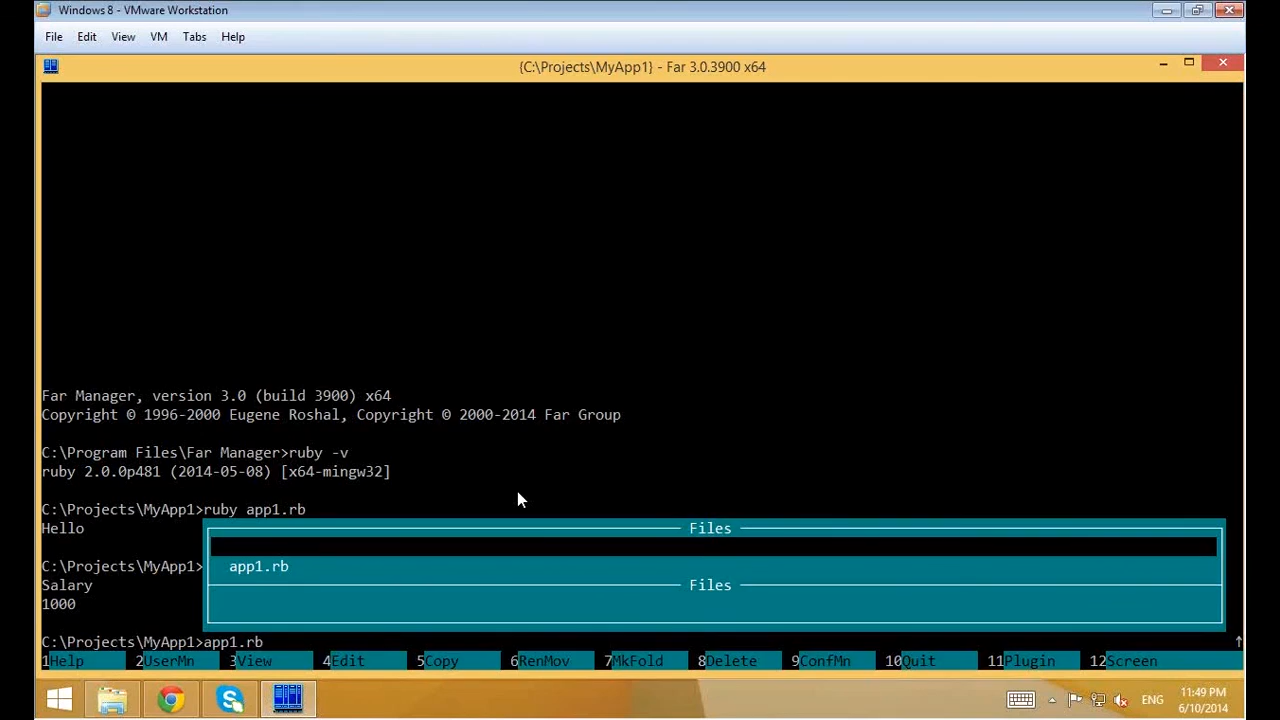 Windows 8 - VMware Workstation
File Edit View VM Tabs Help
{C:\Projects\MyApp1} - Far 3.0.3900 x64
Far Manager, version 3.0 (build 3900) x64
Copyright © 1996-2000 Eugene Roshal, Copyright © 2000-2014 Far Group
C:\Program Files\Far Manager>ruby -v
ruby 2.0.0p481 (2014-05-08) [x64-mingw32]
C:\Projects\MyApp1>ruby app1.rb
Hello
Files
C:\Projects\MyApp1> app1.rb
Salary
Files
1000
C:\Projects\MyApp1>app1.rb
1Help 2UserMn 3View 4Edit 5Copy 6RenMov 7MkFold 8Delete 9ConfMn 10Quit 11Plugin 12Screen
ENG
11:49 PM
6/10/2014